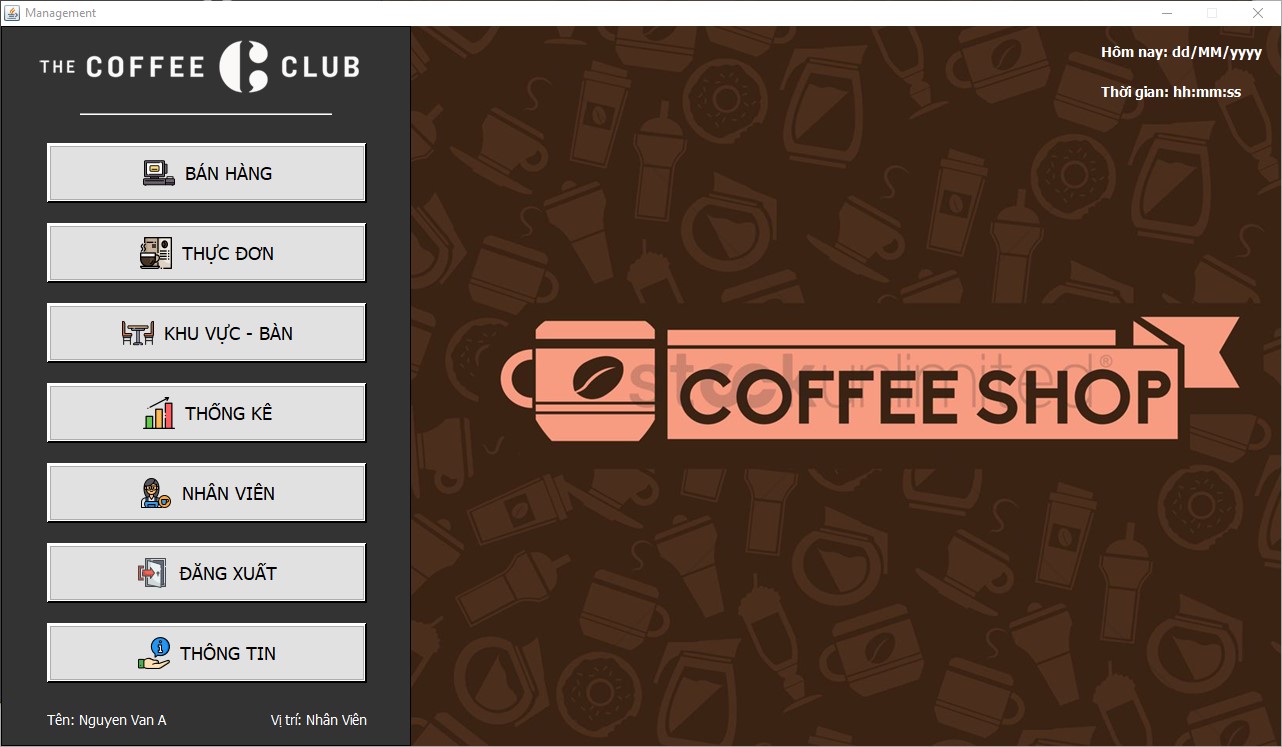 Management
THE COFFEE CLUB
Hôm nay: dd/MM/yyyy
Thời gian: hh:mm:ss
BÁN HÀNG
THỰC ĐƠN
KHU VỰC - BÀN
THỐNG KÊ
NHÂN VIÊN
ĐĂNG XUẤT
THÔNG TIN
Tên: Nguyen Van A
Vị trí: Nhân Viên
stockunlimited®
COFFEE SHOP